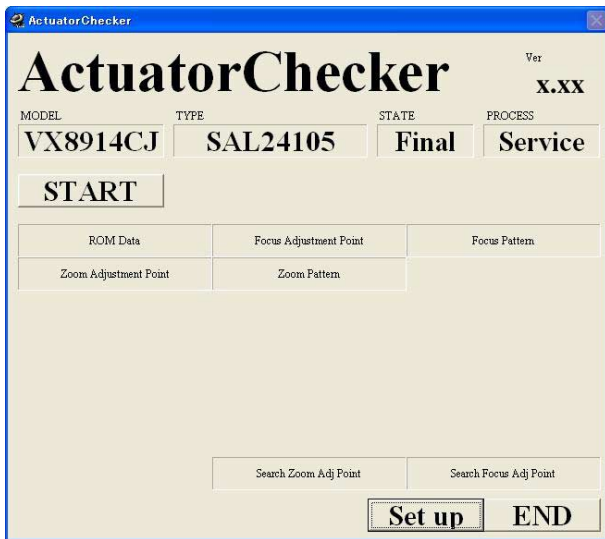 ActuatorChecker
ActuatorChecker
Ver
x.xx
MODEL TYPE STATE PROCESS
VX8914CJ SAL24105 Final Service
START
ROM Data Focus Adjustment Point Focus Pattern
Zoom Adjustment Point Zoom Pattern
Search Zoom Adj Point Search Focus Adj Point
Set up END